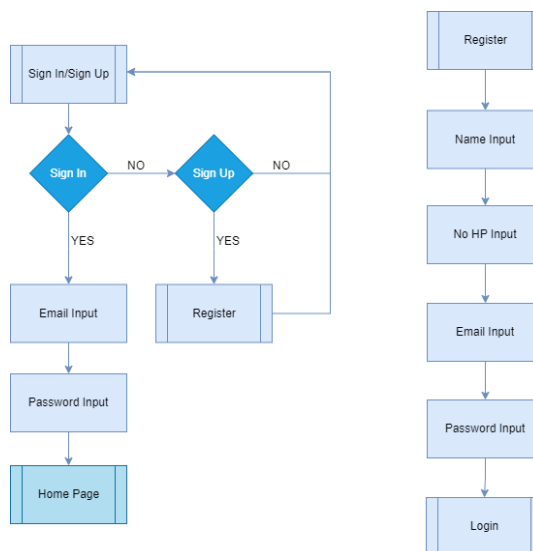 Sign In/Sign Up
Sign In
NO
Sign Up
NO
YES
YES
Email Input
Register
Password Input
Home Page
Register
Name Input
No HP Input
Email Input
Password Input
Login